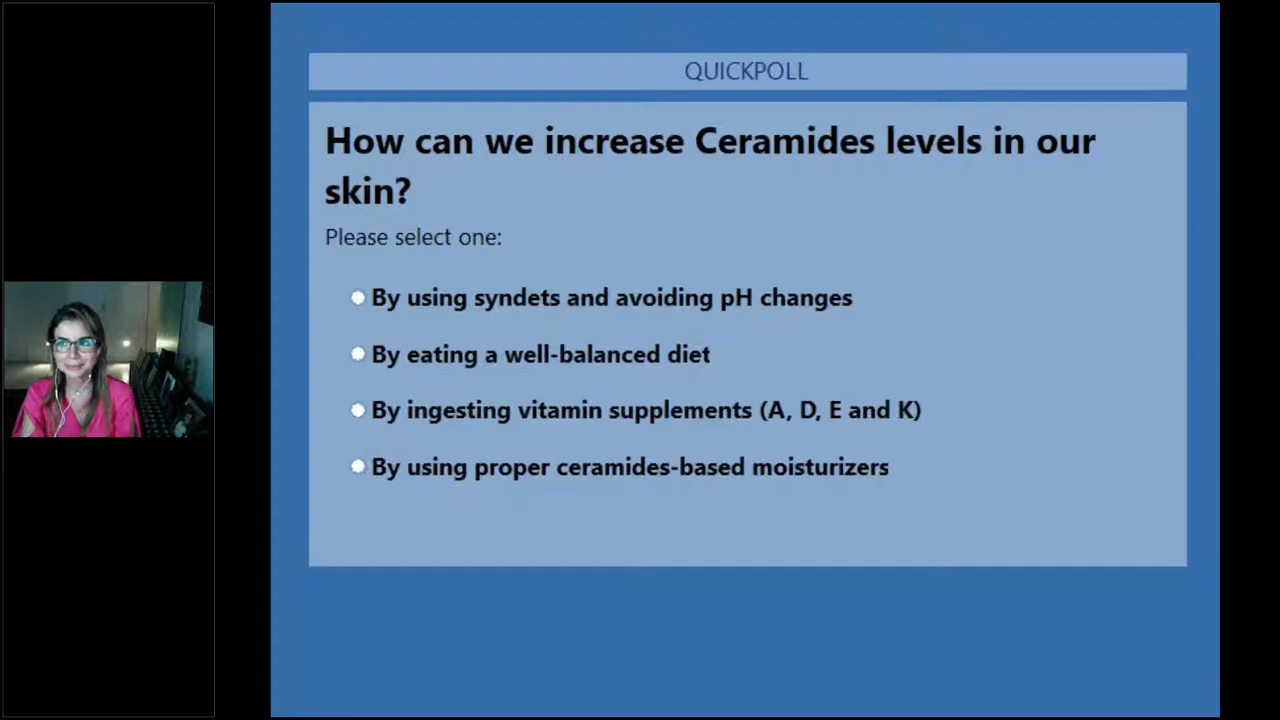 QUICKPOLL
How can we increase Ceramides levels in our
skin?
Please select one:
By using syndets and avoiding pH changes
By eating a well-balanced diet
By ingesting vitamin supplements (A, D, E and K)
By using proper ceramides-based moisturizers